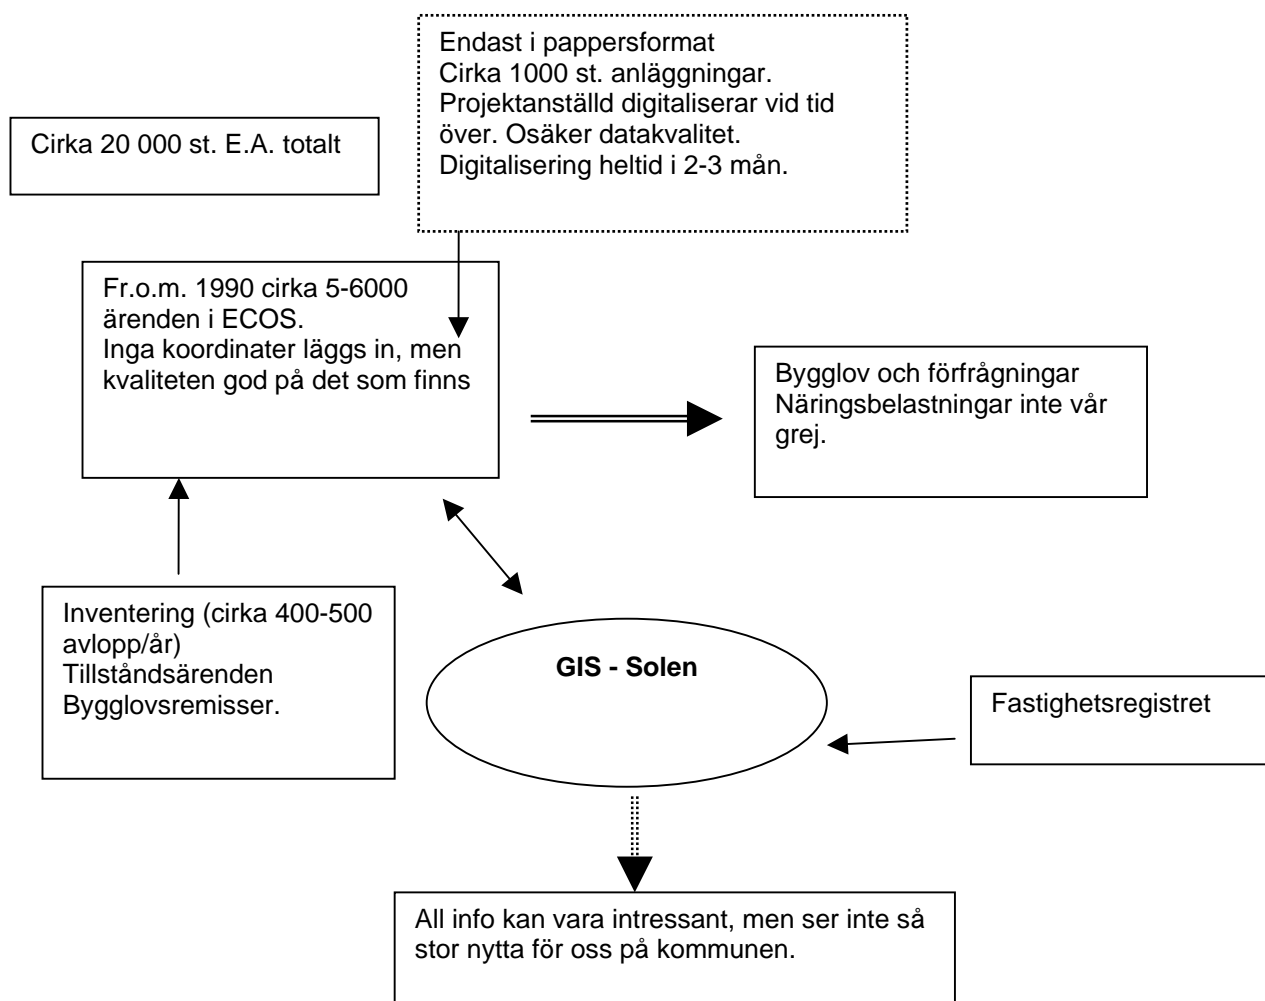 Endast i pappersformat
Cirka 1000 st. anläggningar.
Projektanställd digitaliserar vid tid
över. Osäker datakvalitet.
Digitalisering heltid i 2-3 mån.
Cirka 20 000 st. E.A. totalt
Fr.o.m. 1990 cirka 5-6000
ärenden i ECOS.
Inga koordinater läggs in, men
kvaliteten god på det som finns
Bygglov och förfrågningar
Näringsbelastningar inte vår
grej.
Inventering (cirka 400-500
avlopp/år)
Tillståndsärenden
Bygglovsremisser.
GIS - Solen
Fastighetsregistret
All info kan vara intressant, men ser inte så
stor nytta för oss på kommunen.